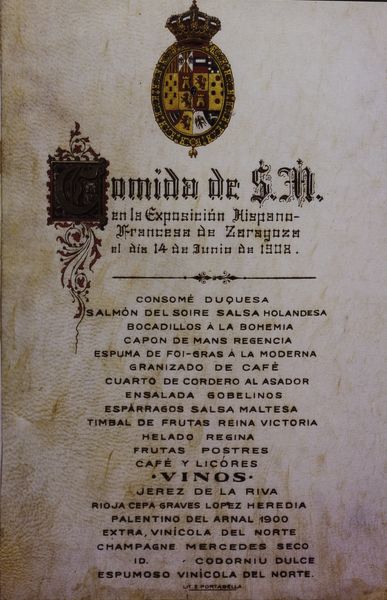 Comida de S.M.
en la Exposición Hispano-
Francesa de Zaragoza
el día 14 de Junio de 1908.
CONSOMÉ DUQUESA
SALMÓN DEL SOIRE SALSA HOLANDESA
BOCADILLOS Á LA BOHEMIA
CAPON DE MANS REGENCIA
ESPUMA DE FOI-GRAS Á LA MODERNA
GRANIZADO DE CAFÉ
CUARTO DE CORDERO AL ASADOR
ENSALADA GOBELINOS
ESPÁRRAGOS SALSA MALTESA
TIMBAL DE FRUTAS REINA VICTORIA
HELADO REGINA
FRUTAS POSTRES
CAFÉ Y LICÓRES
·VINOS·
JEREZ DE LA RIVA
RIOJA CEPA GRAVES LOPEZ HEREDIA
PALENTINO DEL ARNAL 1900
EXTRA, VINÍCOLA DEL NORTE
CHAMPAGNE MERCEDES SECO
ID. · CODORNIU DULCE
ESPUMOSO VINÍCOLA DEL NORTE.
LIT. E. PORTABELLA